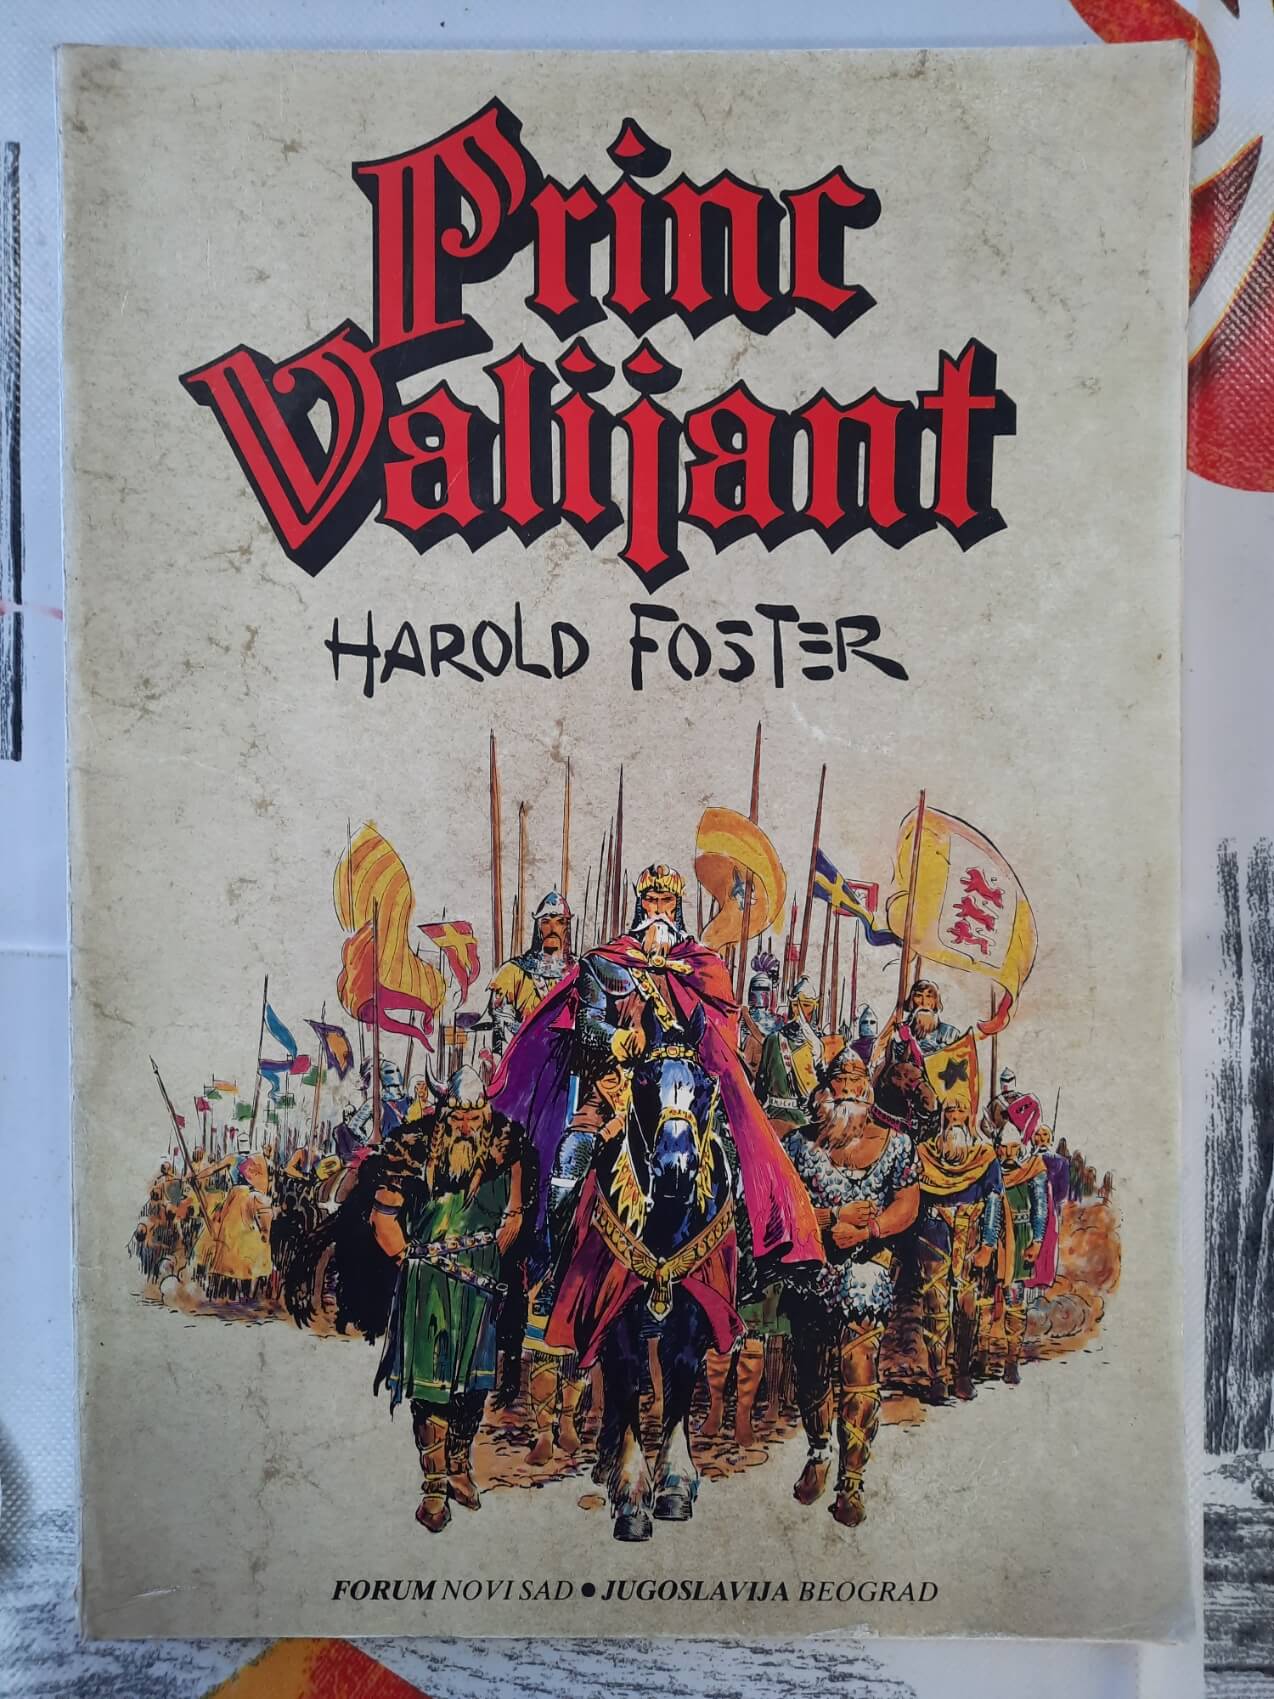 Princ
Valijant
HAROLD FOSTER
FORUM NOVI SAD ● JUGOSLAVIJA BEOGRAD